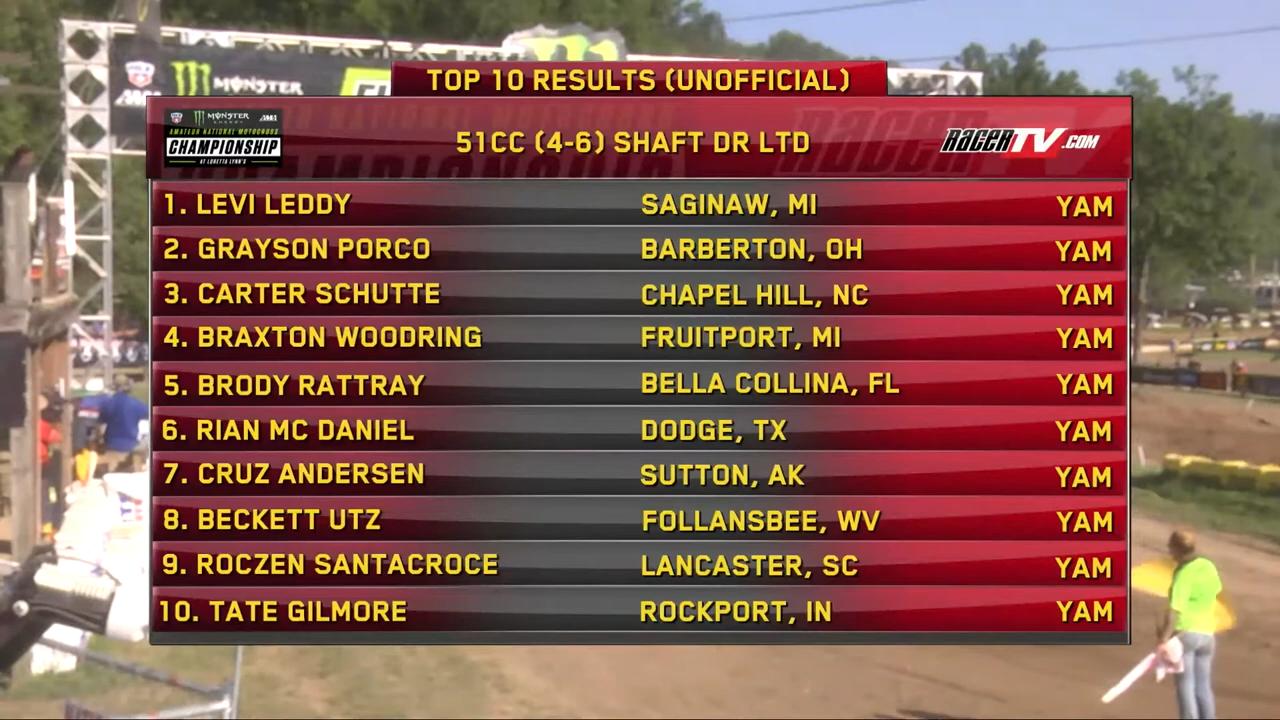 MONSTER
TOP 10 RESULTS (UNOFFICIAL)
MONSTER
ENERGY
AMA
AMATEUR NATIONAL MOTOCROSS
CHAMPIONSHIP
AT LORETTA LYNN'S
51CC (4-6) SHAFT DR LTD
RACERTV.COM
1. LEVI LEDDY SAGINAW, MI YAM
2. GRAYSON PORCO BARBERTON, OH YAM
3. CARTER SCHUTTE CHAPEL HILL, NC YAM
4. BRAXTON WOODRING FRUITPORT, MI YAM
5. BRODY RATTRAY BELLA COLLINA, FL YAM
6. RIAN MC DANIEL DODGE, TX YAM
7. CRUZ ANDERSEN SUTTON, AK YAM
8. BECKETT UTZ FOLLANSBEE, WV YAM
9. ROCZEN SANTACROCE LANCASTER, SC YAM
10. TATE GILMORE ROCKPORT, IN YAM